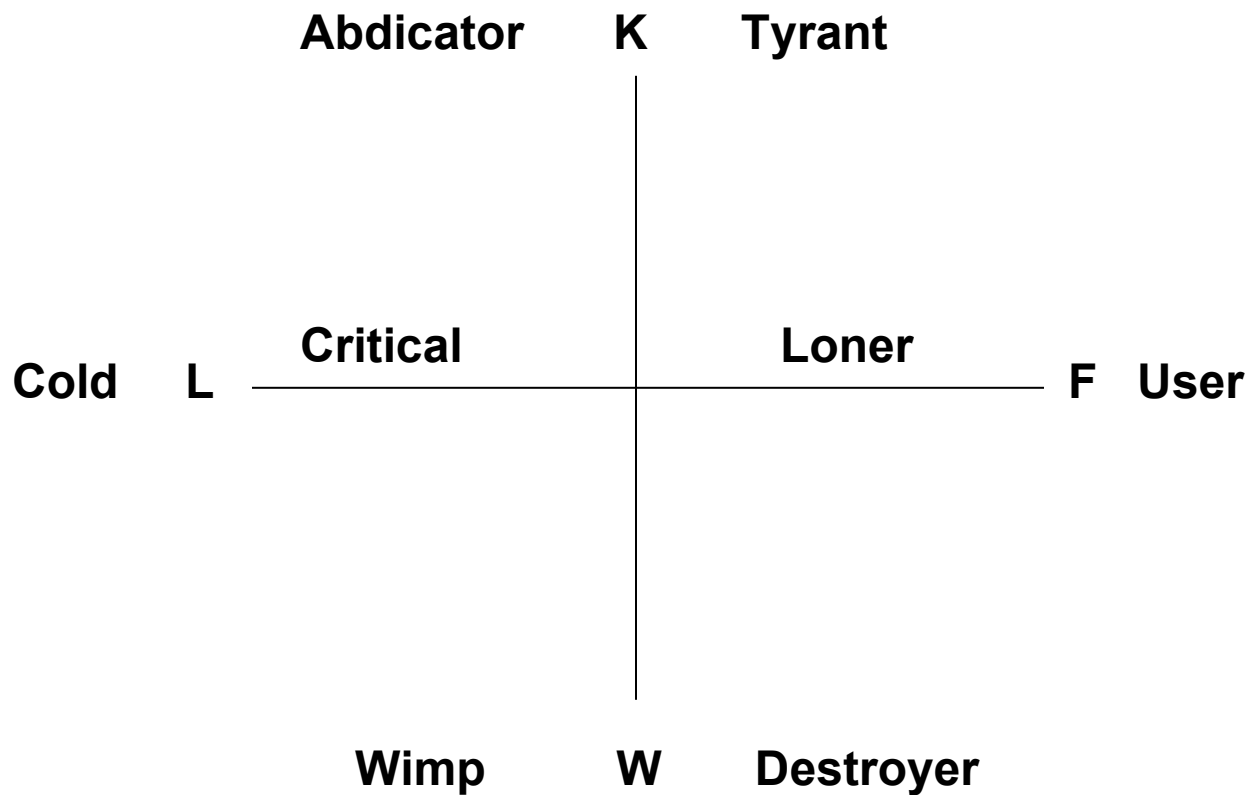 Abdicator K Tyrant
Critical Loner
Cold L F User
Wimp W Destroyer